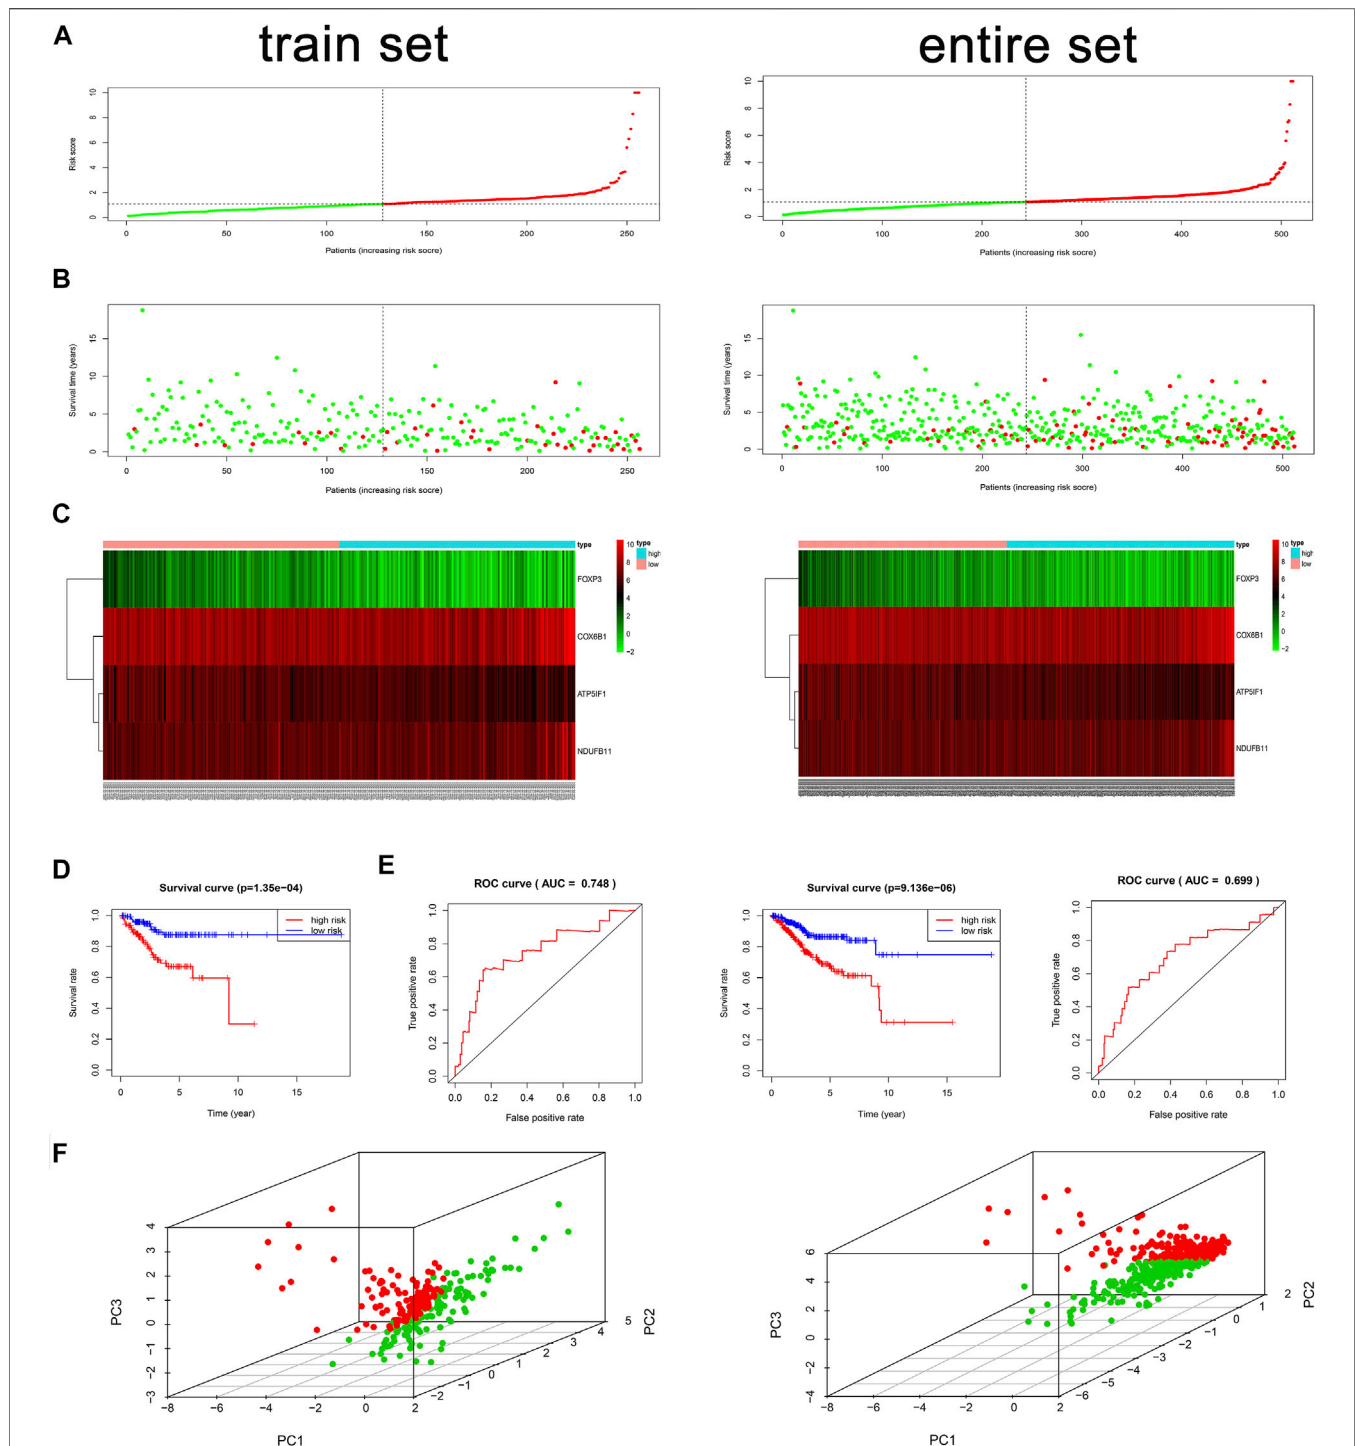 A
train set
entire set
Risk score
10
8
6
4
2
0
0 50 100 150 200 250
Patients (increasing risk socre)
Risk score
10
8
6
4
2
0
0 100 200 300 400 500
Patients (increasing risk socre)
B
Survival time (years)
15
10
5
0
0 50 100 150 200 250
Patients (increasing risk socre)
Survival time (years)
15
10
5
0
0 100 200 300 400 500
Patients (increasing risk socre)
C
type
FOXP3
COX6B1
ATP5IF1
NDUFB11
10
8
6
4
2
0
−2
type
high
low
type
FOXP3
COX6B1
ATP5IF1
NDUFB11
10
8
6
4
2
0
−2
type
high
low
D
Survival curve (p=1.35e−04)
high risk
low risk
Survival rate
1.0
0.8
0.6
0.4
0.2
0.0
0 5 10 15
Time (year)
E
ROC curve ( AUC = 0.748 )
True positive rate
1.0
0.8
0.6
0.4
0.2
0.0
0.0 0.2 0.4 0.6 0.8 1.0
False positive rate
Survival curve (p=9.136e−06)
high risk
low risk
Survival rate
1.0
0.8
0.6
0.4
0.2
0.0
0 5 10 15
Time (year)
ROC curve ( AUC = 0.699 )
True positive rate
1.0
0.8
0.6
0.4
0.2
0.0
0.0 0.2 0.4 0.6 0.8 1.0
False positive rate
F
PC3
4
3
2
1
0
−1
−2
−3
−8 −6 −4 −2 0 2
PC1
−2
−1
0
1
2
3
4
5
PC2
PC3
6
4
2
0
−2
−4
−8 −6 −4 −2 0 2
PC1
−6
−5
−4
−3
−2
−1
0
1
2
PC2